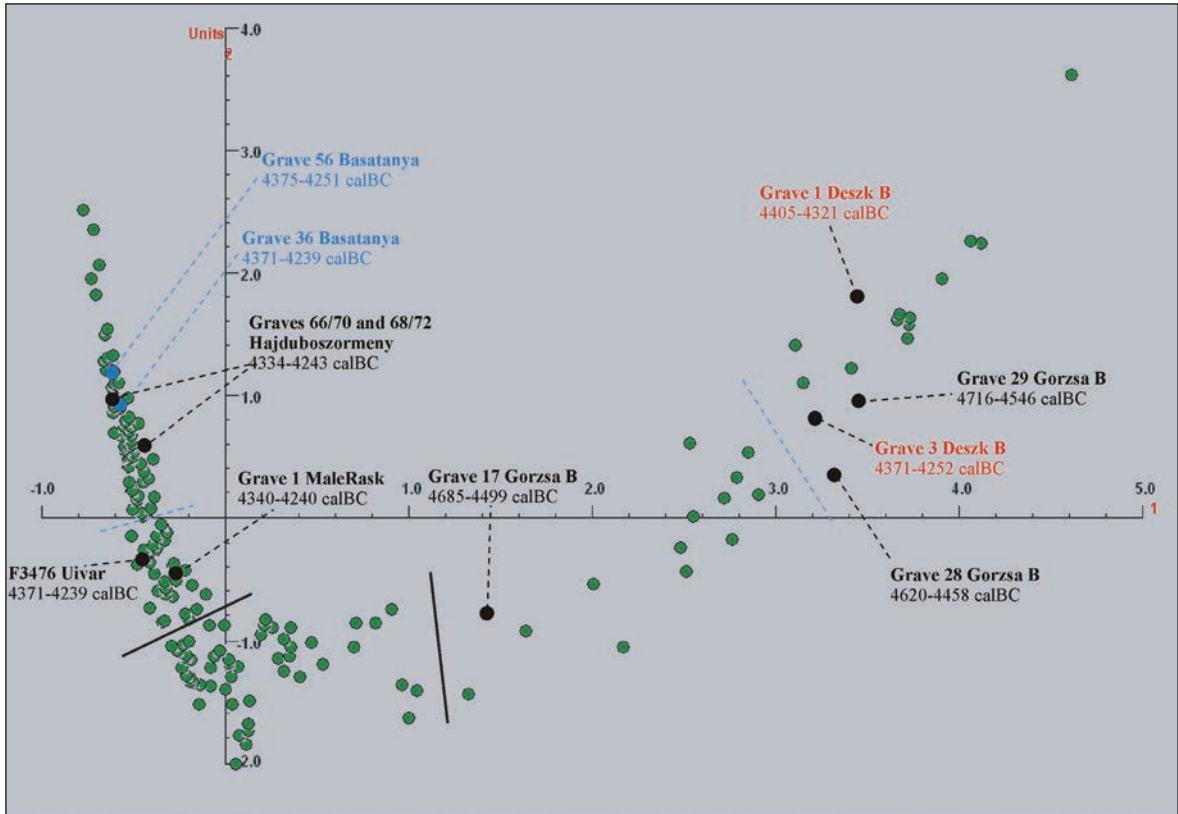 Units
2
4.0
3.0
Grave 56 Basatanya
4375-4251 calBC
Grave 1 Deszk B
4405-4321 calBC
Grave 36 Basatanya
4371-4239 calBC
2.0
Graves 66/70 and 68/72
Hajduboszormeny
4334-4243 calBC
1.0
Grave 29 Gorzsa B
4716-4546 calBC
Grave 3 Deszk B
4371-4252 calBC
Grave 1 MaleRask
4340-4240 calBC
Grave 17 Gorzsa B
4685-4499 calBC
-1.0
1.0
2.0
3.0
4.0
5.0
1
F3476 Uivar
4371-4239 calBC
Grave 28 Gorzsa B
4620-4458 calBC
-1.0
-2.0